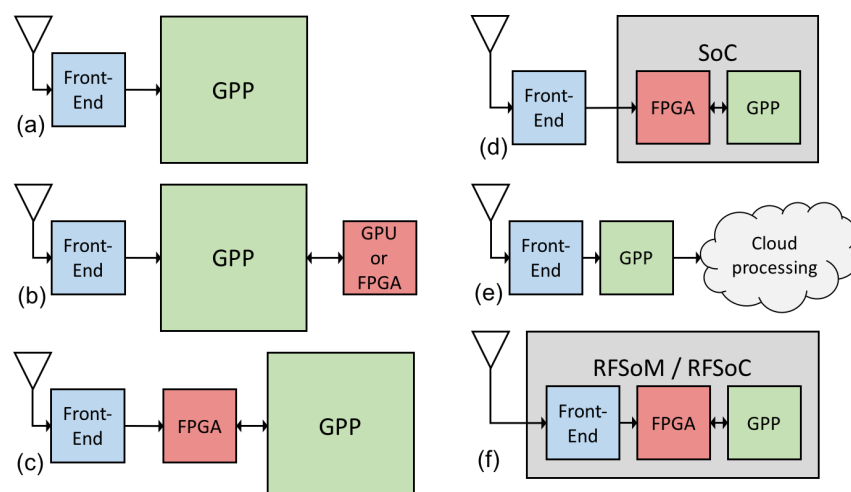 Front-
End
GPP
(a)
Front-
End
GPP
GPU
or
FPGA
(b)
Front-
End
FPGA
GPP
(c)
SoC
Front-
End
FPGA
GPP
(d)
Front-
End
GPP
Cloud
processing
(e)
RFSoM / RFSoC
Front-
End
FPGA
GPP
(f)